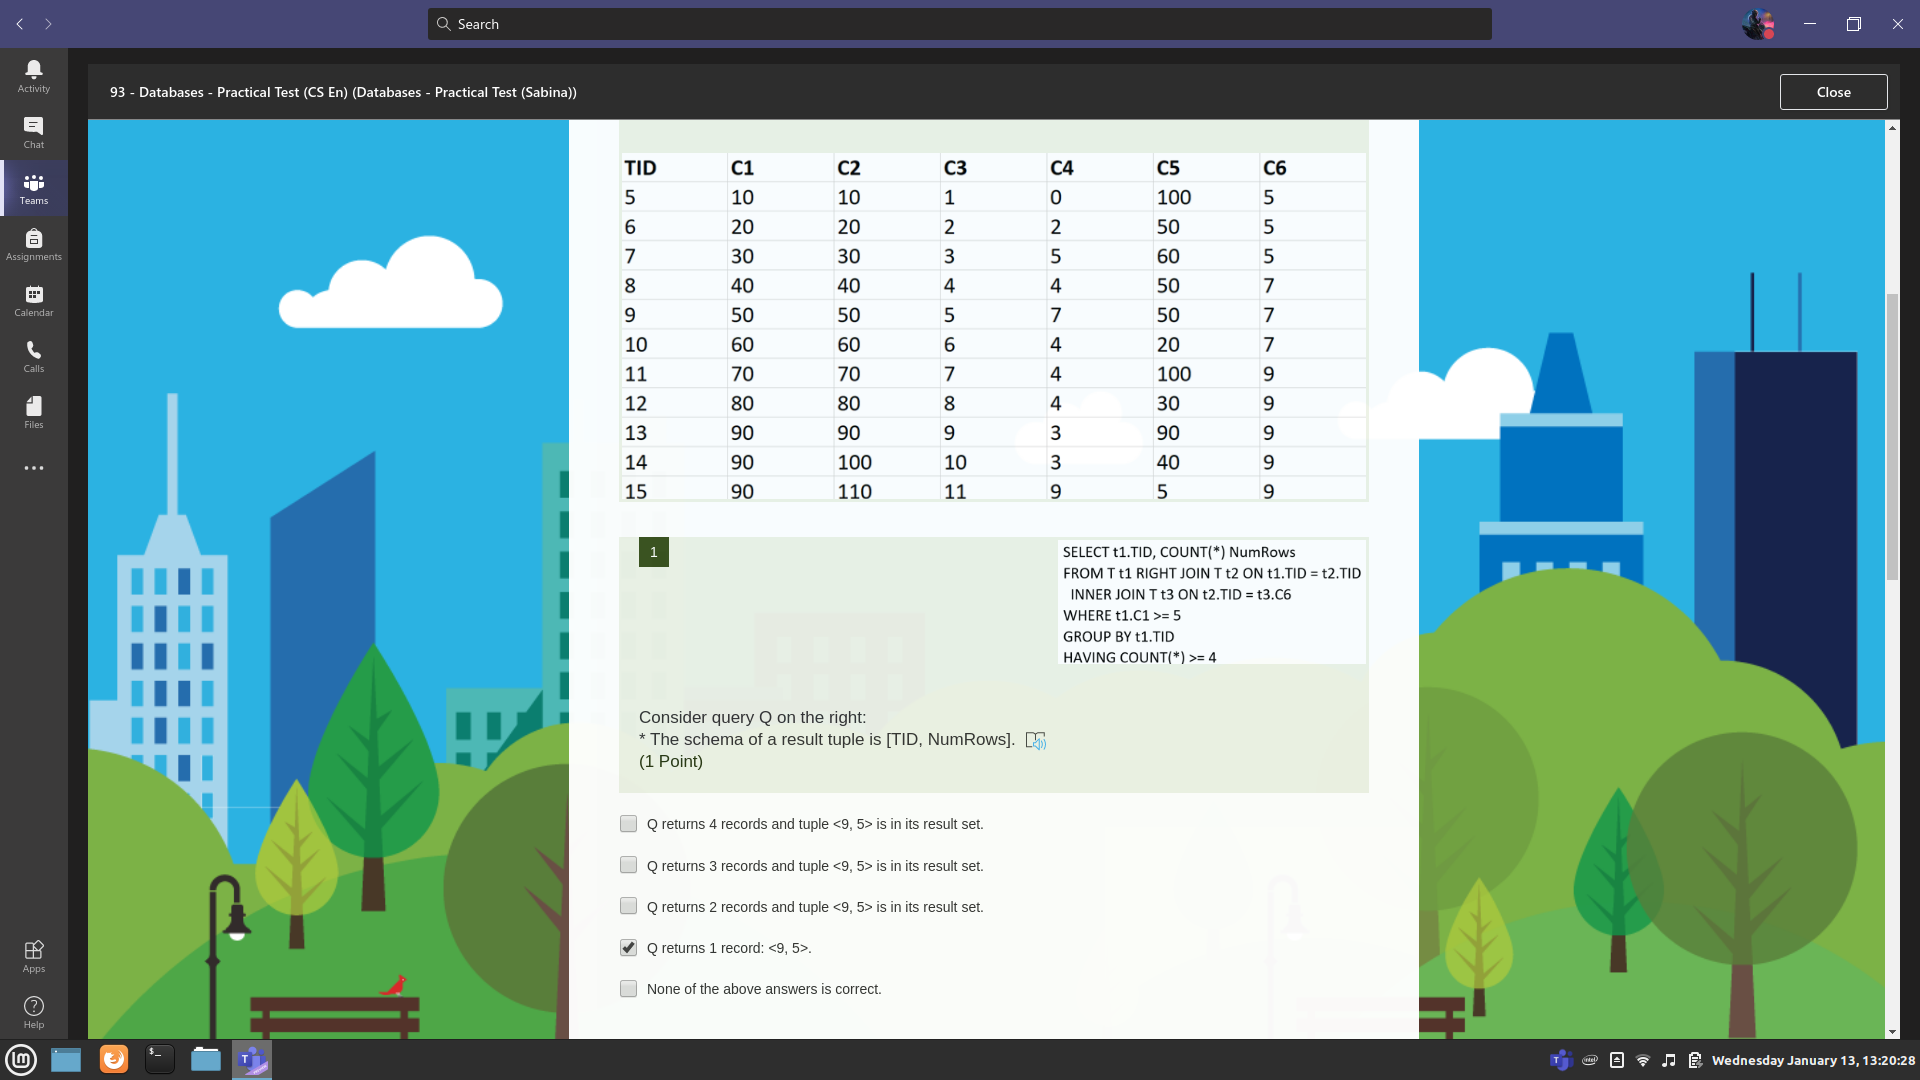 Search
Activity
Chat
Teams
Assignments
Calendar
Calls
Files
Apps
Help
93 - Databases - Practical Test (CS En) (Databases - Practical Test (Sabina))
Close
TID C1 C2 C3 C4 C5 C6
5 10 10 1 0 100 5
6 20 20 2 2 50 5
7 30 30 3 5 60 5
8 40 40 4 4 50 7
9 50 50 5 7 50 7
10 60 60 6 4 20 7
11 70 70 7 4 100 9
12 80 80 8 4 30 9
13 90 90 9 3 90 9
14 90 100 10 3 40 9
15 90 110 11 9 5 9
1
SELECT t1.TID, COUNT(*) NumRows
FROM T t1 RIGHT JOIN T t2 ON t1.TID = t2.TID
INNER JOIN T t3 ON t2.TID = t3.C6
WHERE t1.C1 >= 5
GROUP BY t1.TID
HAVING COUNT(*) >= 4
Consider query Q on the right:
* The schema of a result tuple is [TID, NumRows].
(1 Point)
Q returns 4 records and tuple <9, 5> is in its result set.
Q returns 3 records and tuple <9, 5> is in its result set.
Q returns 2 records and tuple <9, 5> is in its result set.
Q returns 1 record: <9, 5>.
None of the above answers is correct.
Wednesday January 13, 13:20:28